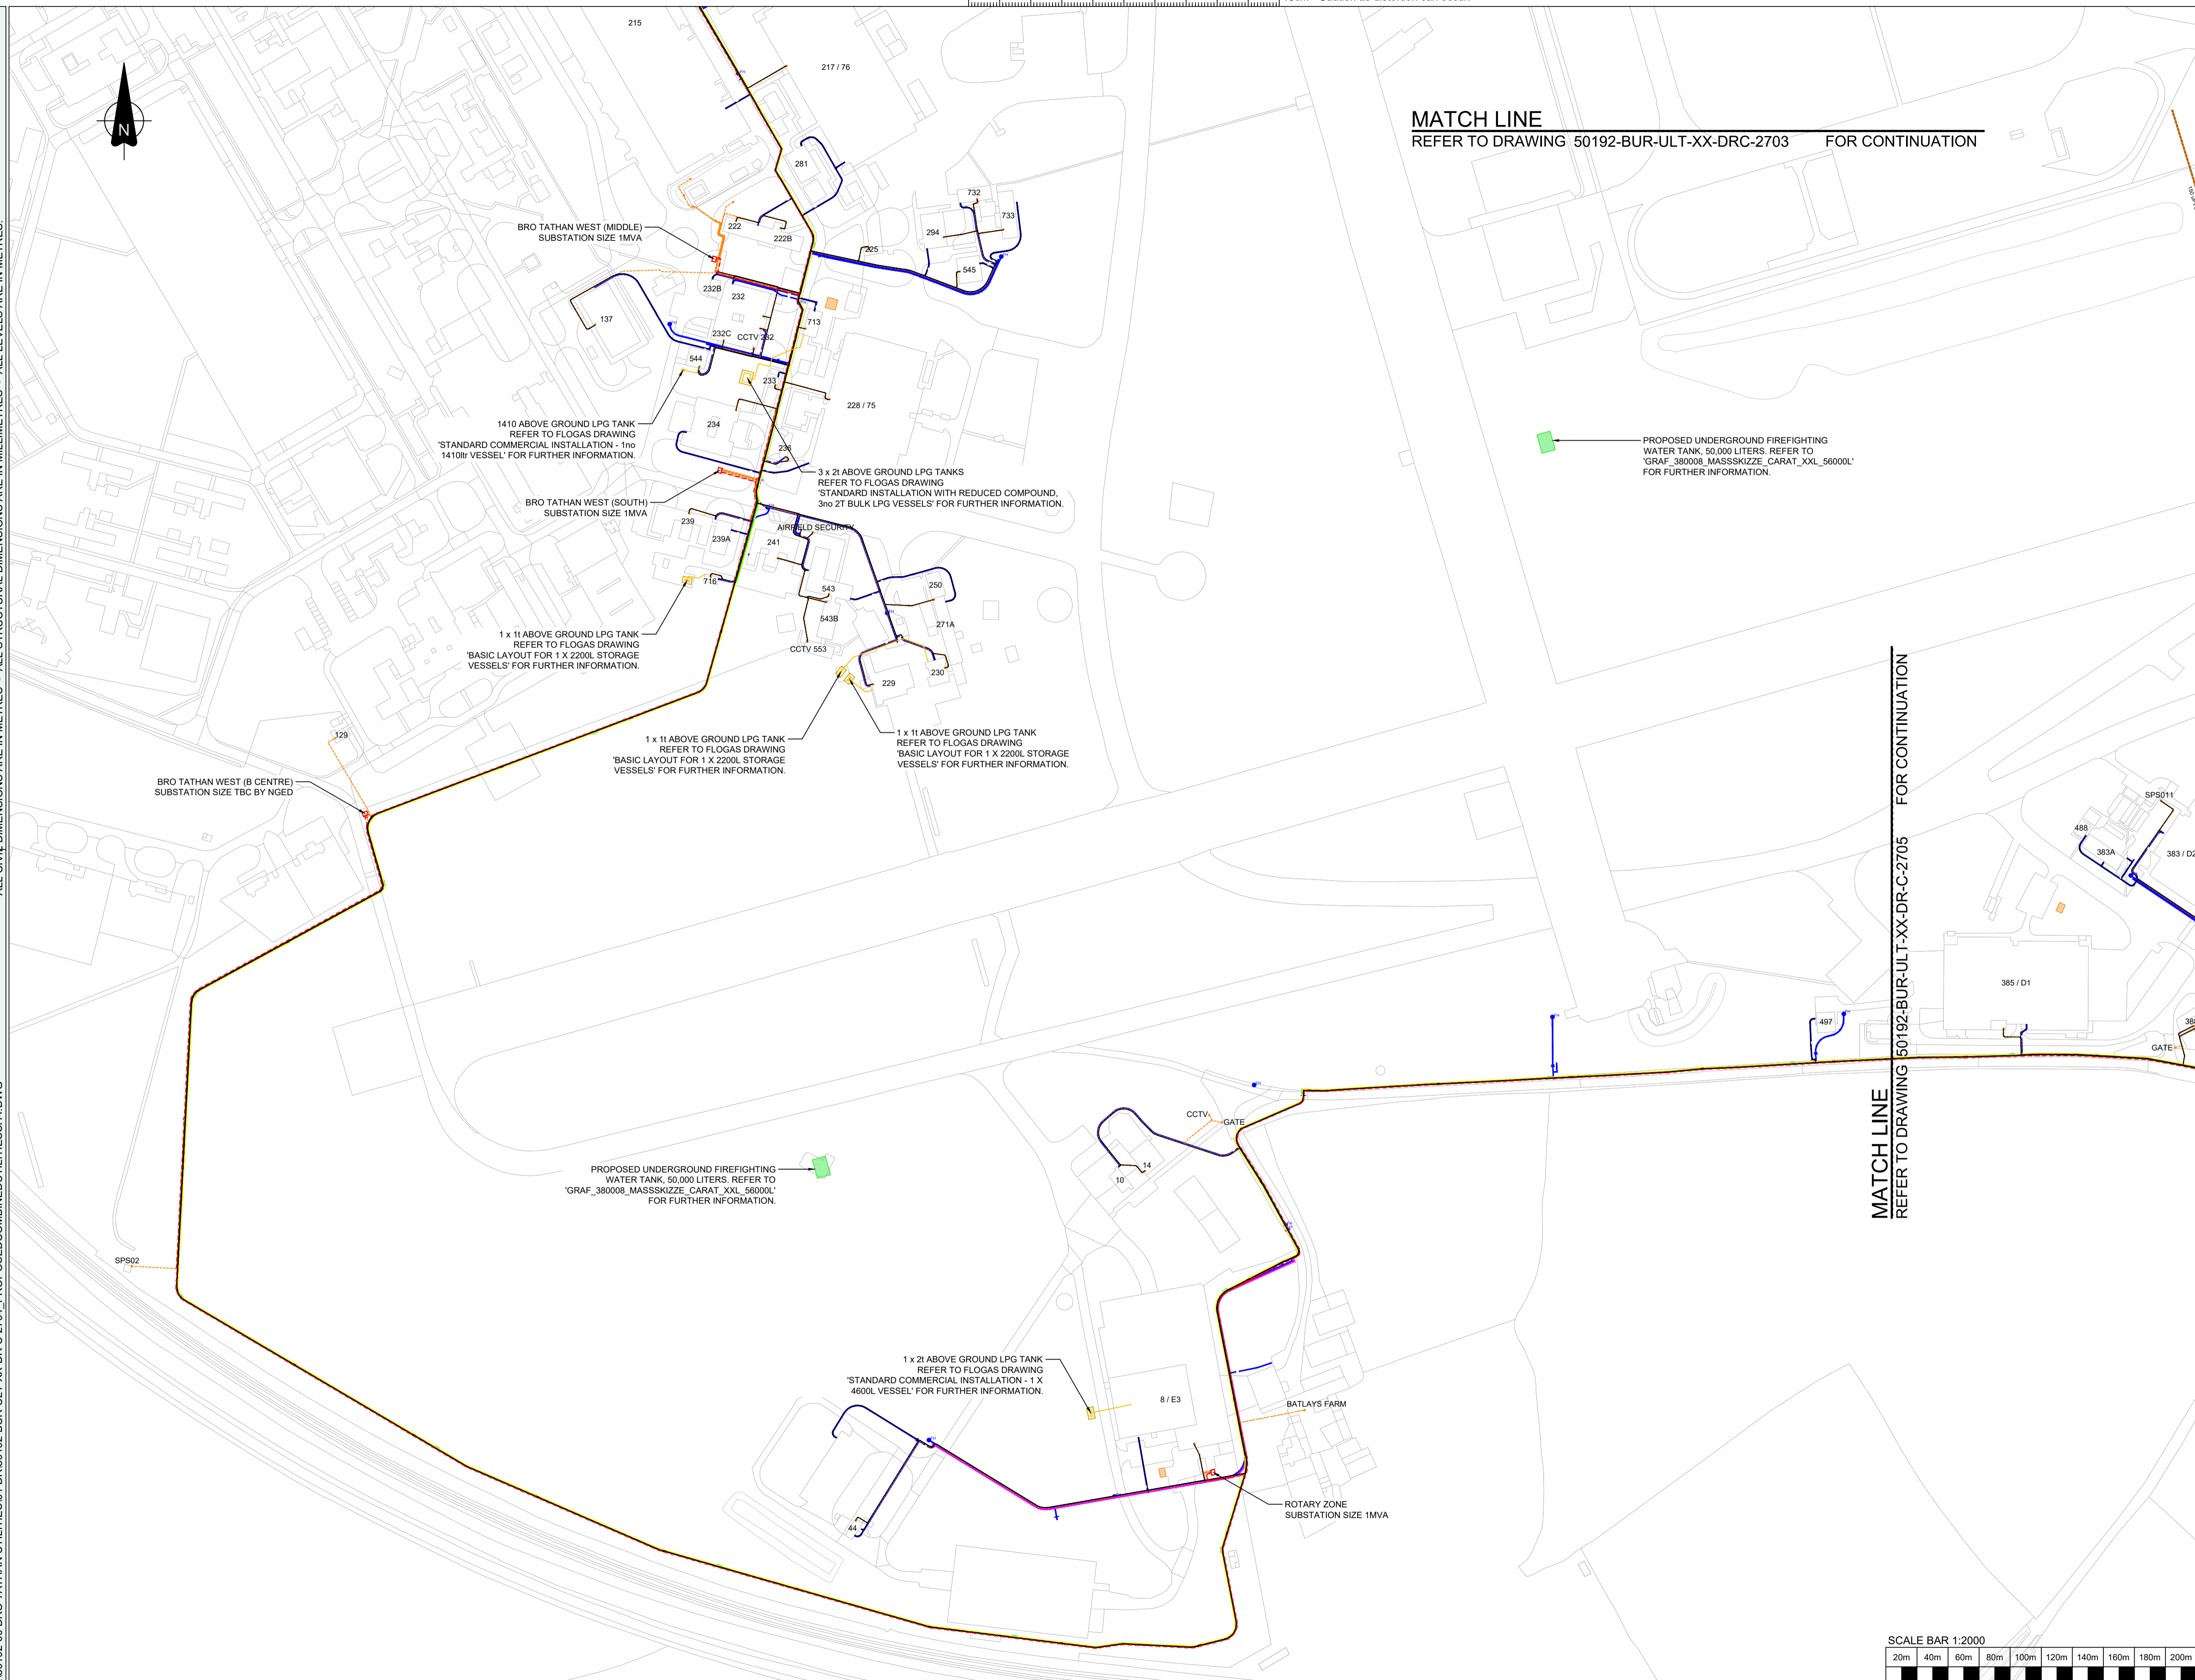 215
217 / 76
MATCH LINE
REFER TO DRAWING 50192-BUR-ULT-XX-DRC-2703 FOR CONTINUATION
N
281
732
733
294
222
222B
225
545
BRO TATHAN WEST (MIDDLE)
SUBSTATION SIZE 1MVA
232B
232
137
713
232C
CCTV 232
544
233
228 / 75
234
236
1410 ABOVE GROUND LPG TANK
REFER TO FLOGAS DRAWING
'STANDARD COMMERCIAL INSTALLATION - 1no
1410ltr VESSEL' FOR FURTHER INFORMATION.
PROPOSED UNDERGROUND FIREFIGHTING
WATER TANK, 50,000 LITERS. REFER TO
'GRAF_380008_MASSSKIZZE_CARAT_XXL_56000L'
FOR FURTHER INFORMATION.
3 x 2t ABOVE GROUND LPG TANKS
REFER TO FLOGAS DRAWING
'STANDARD INSTALLATION WITH REDUCED COMPOUND,
3no 2T BULK LPG VESSELS' FOR FURTHER INFORMATION.
BRO TATHAN WEST (SOUTH)
SUBSTATION SIZE 1MVA
239
239A
AIRFIELD SECURITY
241
716
543
543B
250
271A
CCTV 553
230
229
1 x 1t ABOVE GROUND LPG TANK
REFER TO FLOGAS DRAWING
'BASIC LAYOUT FOR 1 X 2200L STORAGE
VESSELS' FOR FURTHER INFORMATION.
129
1 x 1t ABOVE GROUND LPG TANK
REFER TO FLOGAS DRAWING
'BASIC LAYOUT FOR 1 X 2200L STORAGE
VESSELS' FOR FURTHER INFORMATION.
1 x 1t ABOVE GROUND LPG TANK
REFER TO FLOGAS DRAWING
'BASIC LAYOUT FOR 1 X 2200L STORAGE
VESSELS' FOR FURTHER INFORMATION.
BRO TATHAN WEST (B CENTRE)
SUBSTATION SIZE TBC BY NGED
MATCH LINE
REFER TO DRAWING 50192-BUR-ULT-XX-DR-C-2705 FOR CONTINUATION
SPS011
488
383A
383 / D2
385 / D1
497
GATE
CCTV
GATE
14
10
PROPOSED UNDERGROUND FIREFIGHTING
WATER TANK, 50,000 LITERS. REFER TO
'GRAF_380008_MASSSKIZZE_CARAT_XXL_56000L'
FOR FURTHER INFORMATION.
SPS02
1 x 2t ABOVE GROUND LPG TANK
REFER TO FLOGAS DRAWING
'STANDARD COMMERCIAL INSTALLATION - 1 X
4600L VESSEL' FOR FURTHER INFORMATION.
8 / E3
BATLAYS FARM
44
ROTARY ZONE
SUBSTATION SIZE 1MVA
SCALE BAR 1:2000
20m 40m 60m 80m 100m 120m 140m 160m 180m 200m